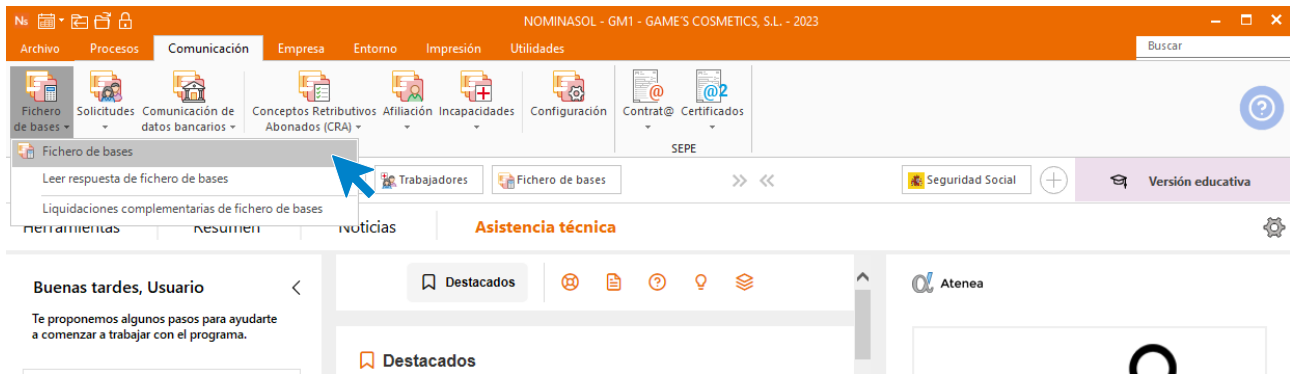 Ns
NOMINASOL - GM1 - GAME'S COSMETICS, S.L. - 2023
Archivo Procesos Comunicación Empresa Entorno Impresión Utilidades Buscar
Fichero de bases
Solicitudes
Comunicación de datos bancarios
Conceptos Retributivos Abonados (CRA)
Afiliación
Incapacidades
Configuración
Contrat@
Certificados
SEPE
Fichero de bases
Leer respuesta de fichero de bases
Liquidaciones complementarias de fichero de bases
Trabajadores Fichero de bases Seguridad Social Versión educativa
Herramientas Resumen Noticias Asistencia técnica
Buenas tardes, Usuario
Te proponemos algunos pasos para ayudarte
a comenzar a trabajar con el programa.
Destacados
Destacados
Atenea